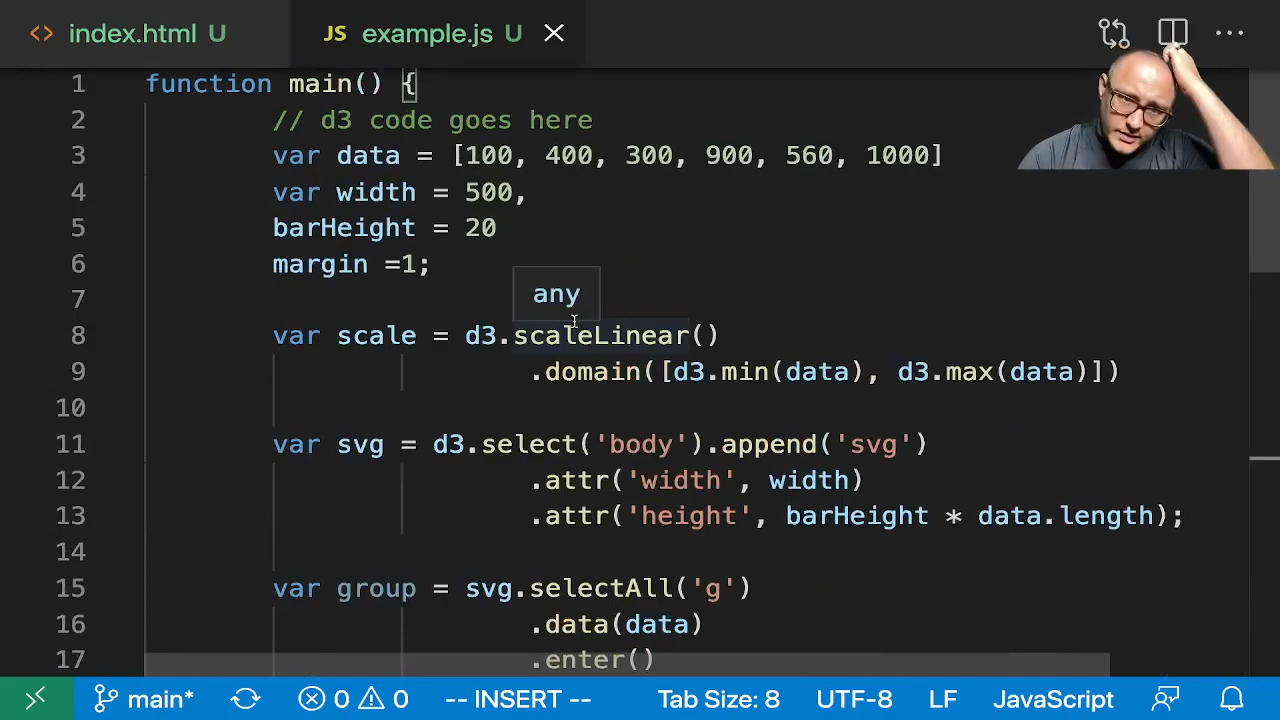 index.html U
JS example.js U
1 function main() {
2 // d3 code goes here
3 var data = [100, 400, 300, 900, 560, 1000]
4 var width = 500,
5 barHeight = 20
6 margin =1;
any
7
8 var scale = d3.scaleLinear()
9 .domain([d3.min(data), d3.max(data)])
10
11 var svg = d3.select('body').append('svg')
12 .attr('width', width)
13 .attr('height', barHeight * data.length);
14
15 var group = svg.selectAll('g')
16 .data(data)
17 .enter()
main* 0 0 -- INSERT -- Tab Size: 8 UTF-8 LF JavaScript